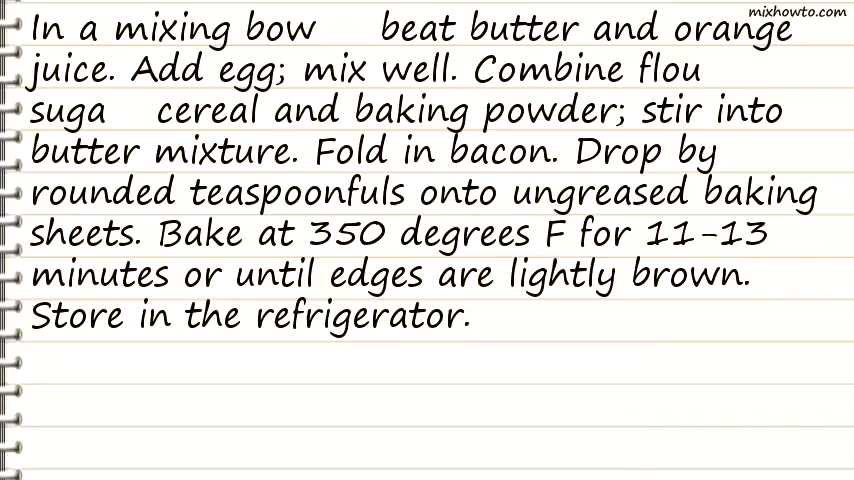 mixhowto.com
In a mixing bow beat butter and orange
juice. Add egg; mix well. Combine flou
suga cereal and baking powder; stir into
butter mixture. Fold in bacon. Drop by
rounded teaspoonfuls onto ungreased baking
sheets. Bake at 350 degrees F for 11-13
minutes or until edges are lightly brown.
Store in the refrigerator.